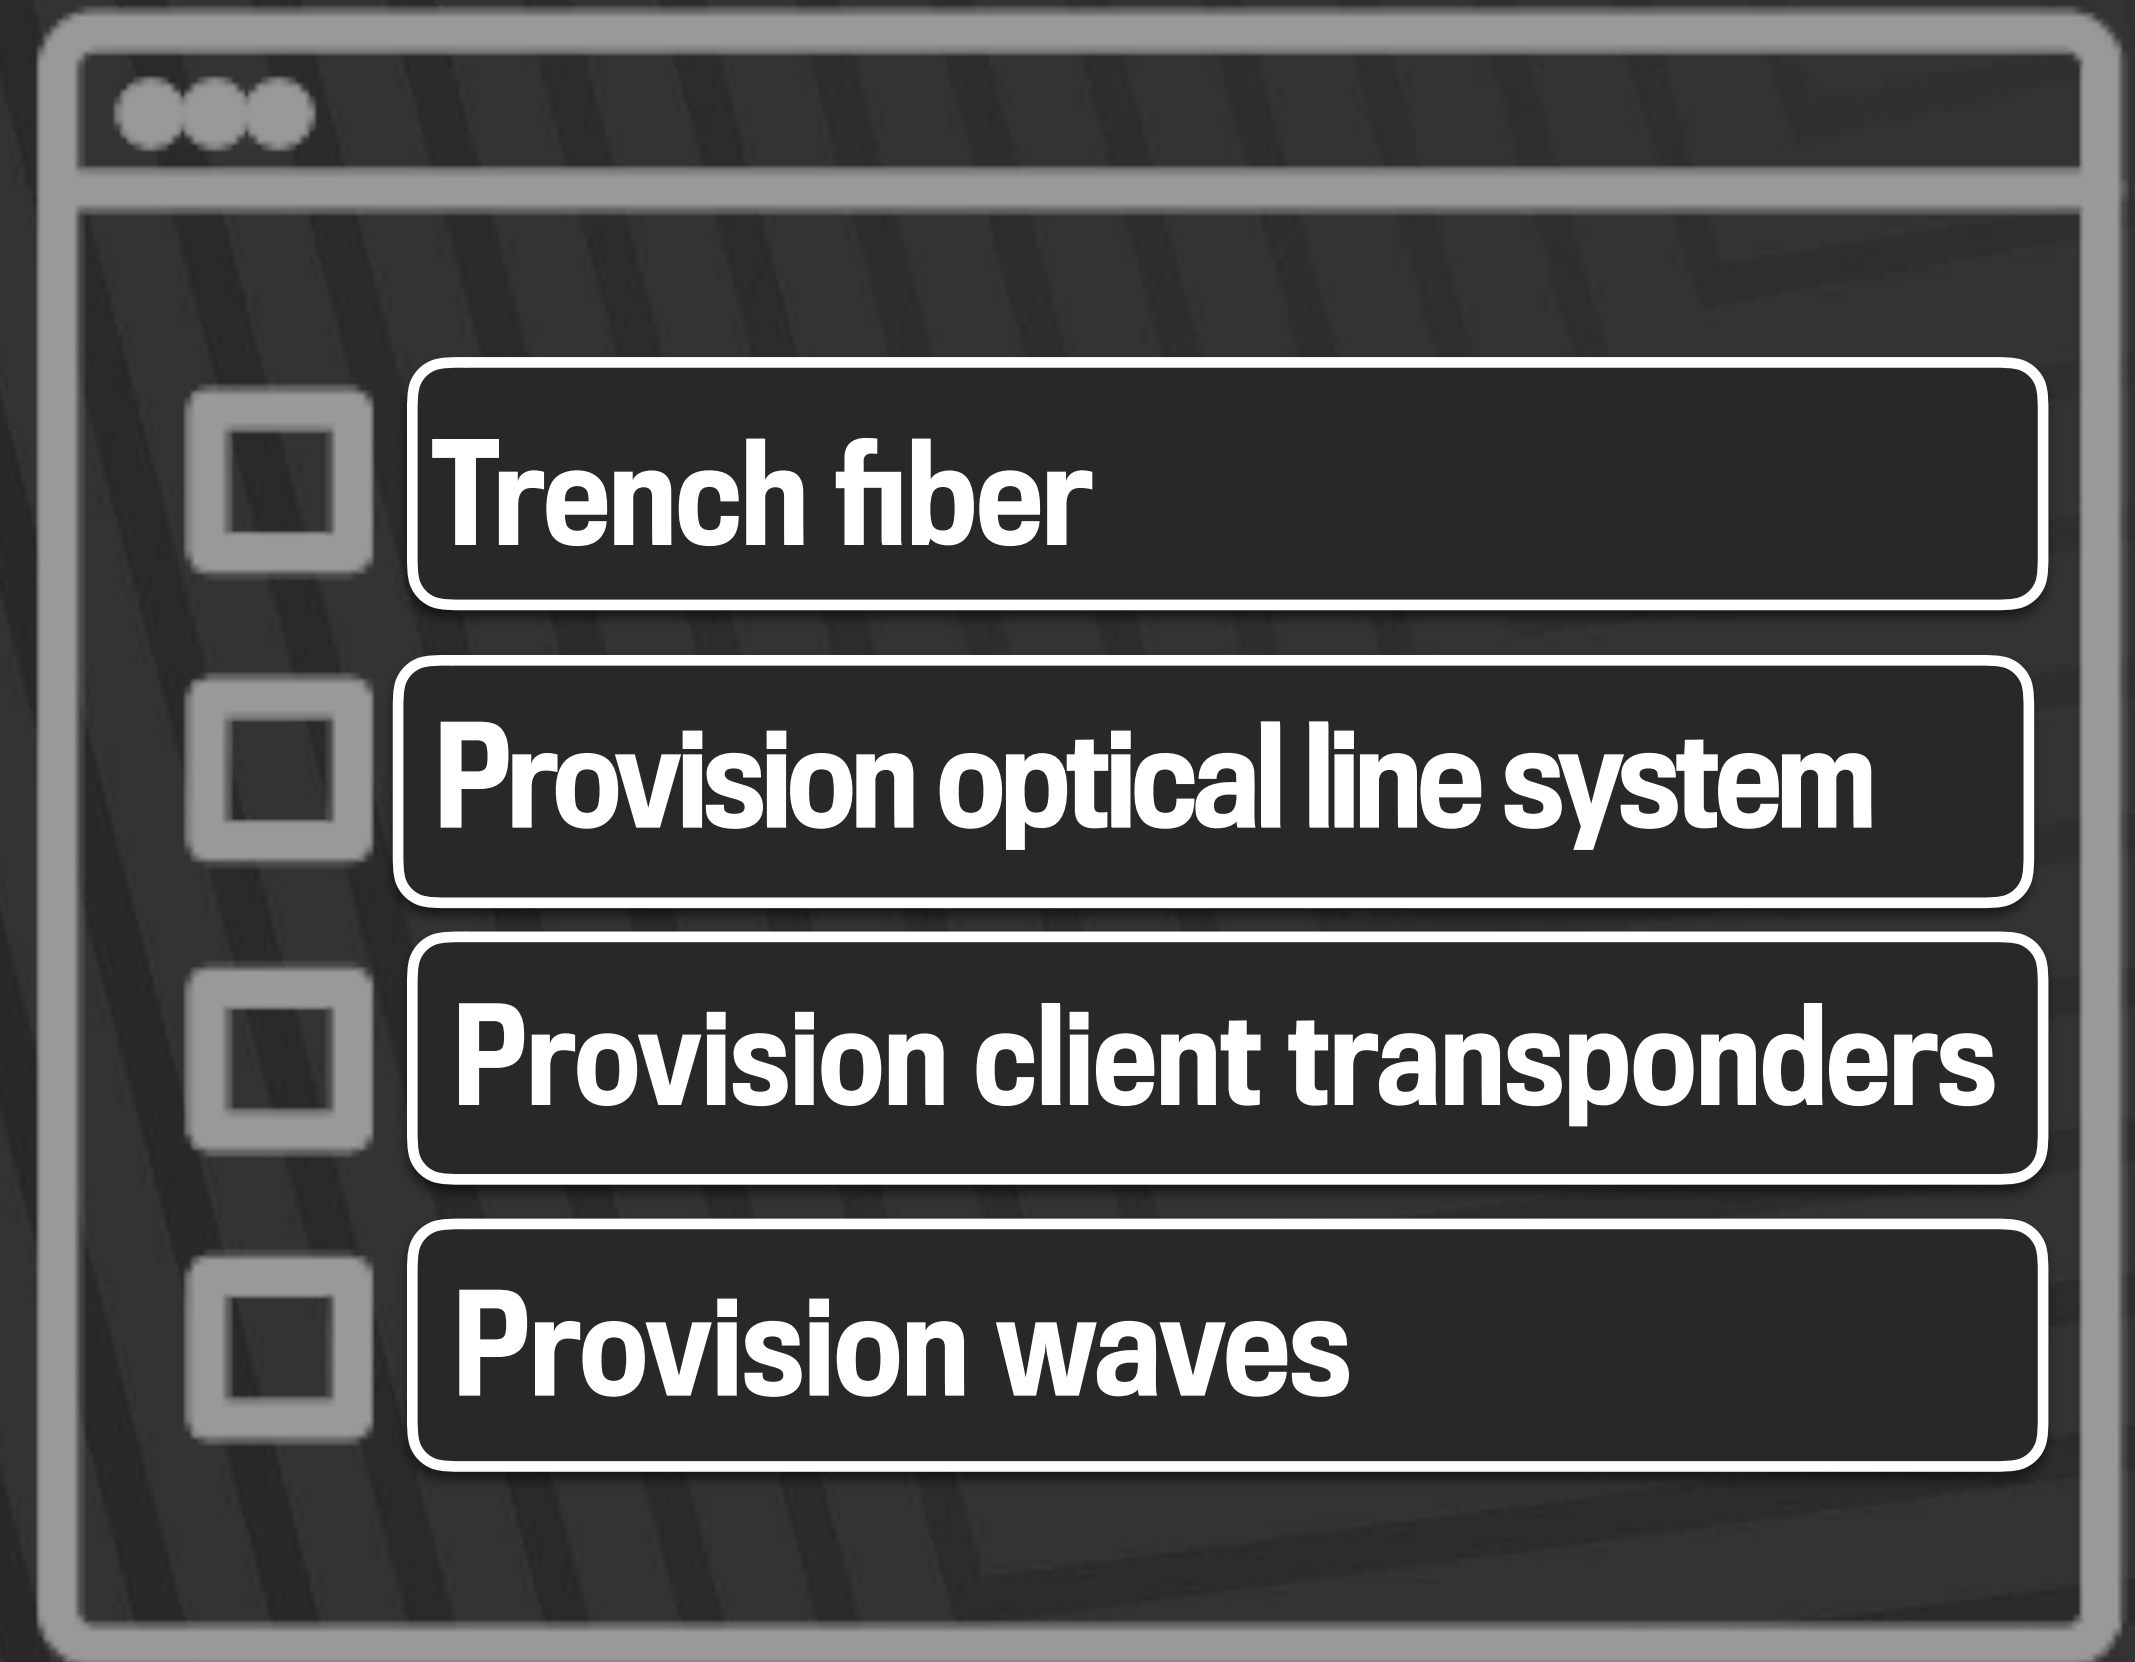 Trench fiber
Provision optical line system
Provision client transponders
Provision waves